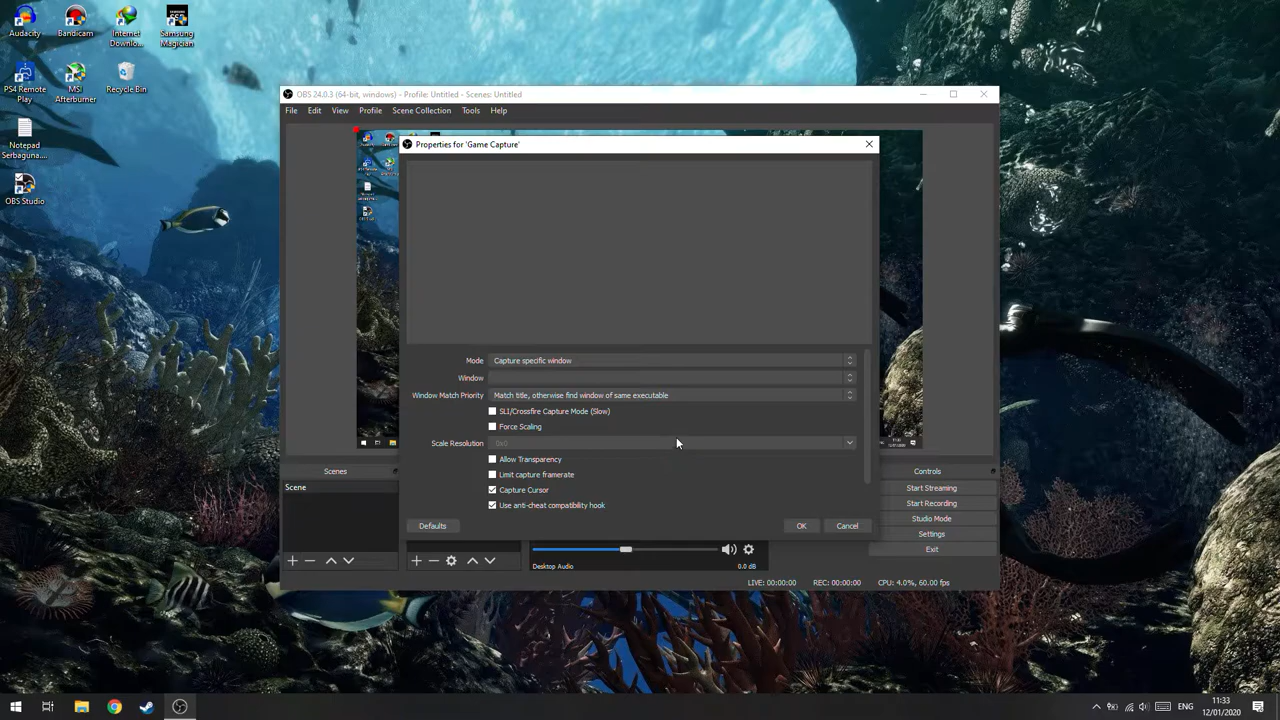 Audacity
Bandicam
Internet Downlo...
Samsung Magician
PS4 Remote Play
MSI Afterburner
Recycle Bin
Notepad Serbaguna....
OBS Studio
OBS 24.0.3 (64-bit, windows) - Profile: Untitled - Scenes: Untitled
File Edit View Profile Scene Collection Tools Help
Properties for 'Game Capture'
Mode Capture specific window
Window
Window Match Priority Match title, otherwise find window of same executable
SLI/Crossfire Capture Mode (Slow)
Force Scaling
Scale Resolution 0x0
Allow Transparency
Limit capture framerate
Capture Cursor
Use anti-cheat compatibility hook
Defaults OK Cancel
Scenes
Scene
Controls
Start Streaming
Start Recording
Studio Mode
Settings
Exit
Desktop Audio 0.0 dB
LIVE: 00:00:00 REC: 00:00:00 CPU: 4.0%, 60.00 fps
ENG
11:33
12/01/2020